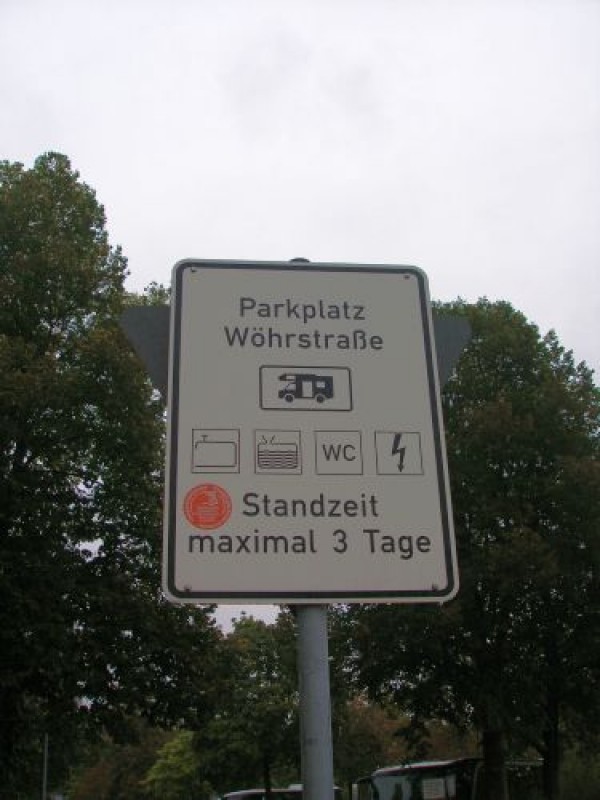 Parkplatz
Wöhrstraße
WC
Standzeit
maximal 3 Tage